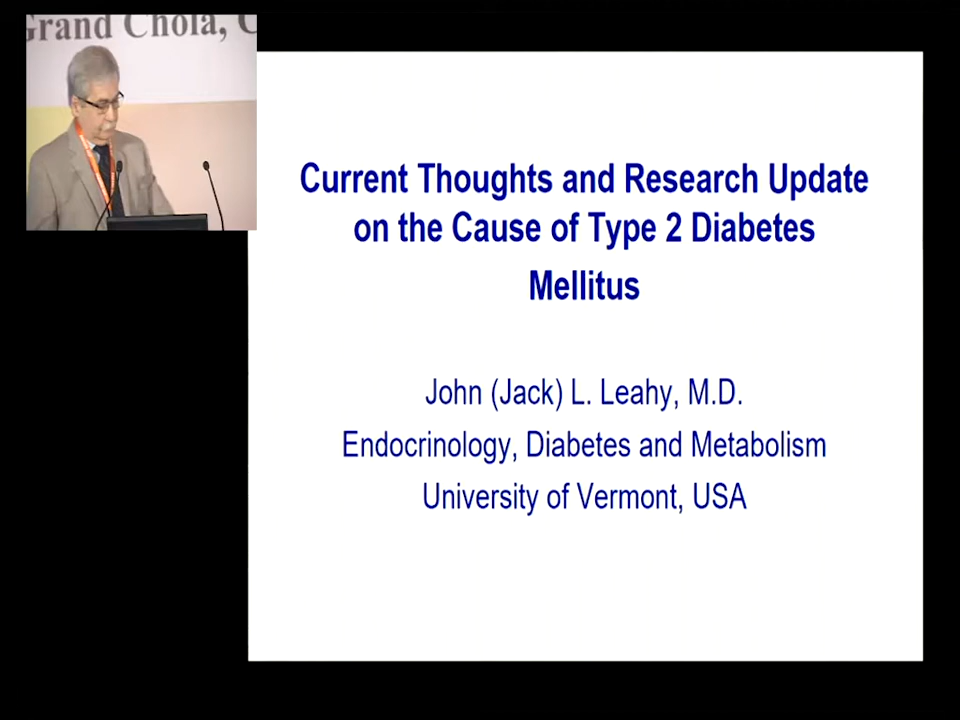 Grand Chola, C
Current Thoughts and Research Update
on the Cause of Type 2 Diabetes
Mellitus
John (Jack) L. Leahy, M.D.
Endocrinology, Diabetes and Metabolism
University of Vermont, USA